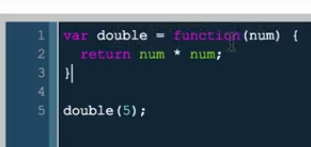 1 var double = function(num) {
2 return num * num;
3 }
4
5 double(5);